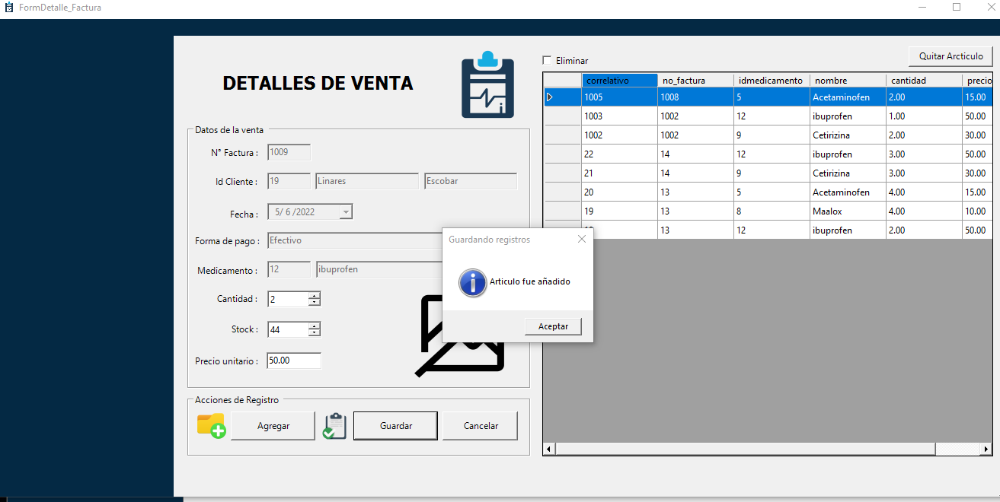 FormDetalle_Factura
DETALLES DE VENTA
Eliminar
Quitar Arcticulo
Datos de la venta
N° Factura : 1009
Id Cliente : 19 Linares Escobar
Fecha : 5/ 6 /2022
Forma de pago : Efectivo
Medicamento : 12 ibuprofen
Cantidad : 2
Stock : 44
Precio unitario : 50.00
Acciones de Registro
Agregar Guardar Cancelar
correlativo no_factura idmedicamento nombre cantidad precio
1005 1008 5 Acetaminofen 2.00 15.00
1003 1002 12 ibuprofen 1.00 50.00
1002 1002 9 Cetirizina 2.00 30.00
22 14 12 ibuprofen 3.00 50.00
21 14 9 Cetirizina 3.00 30.00
20 13 5 Acetaminofen 4.00 15.00
19 13 8 Maalox 4.00 10.00
13 12 ibuprofen 2.00 50.00
Guardando registros
Articulo fue añadido
Aceptar